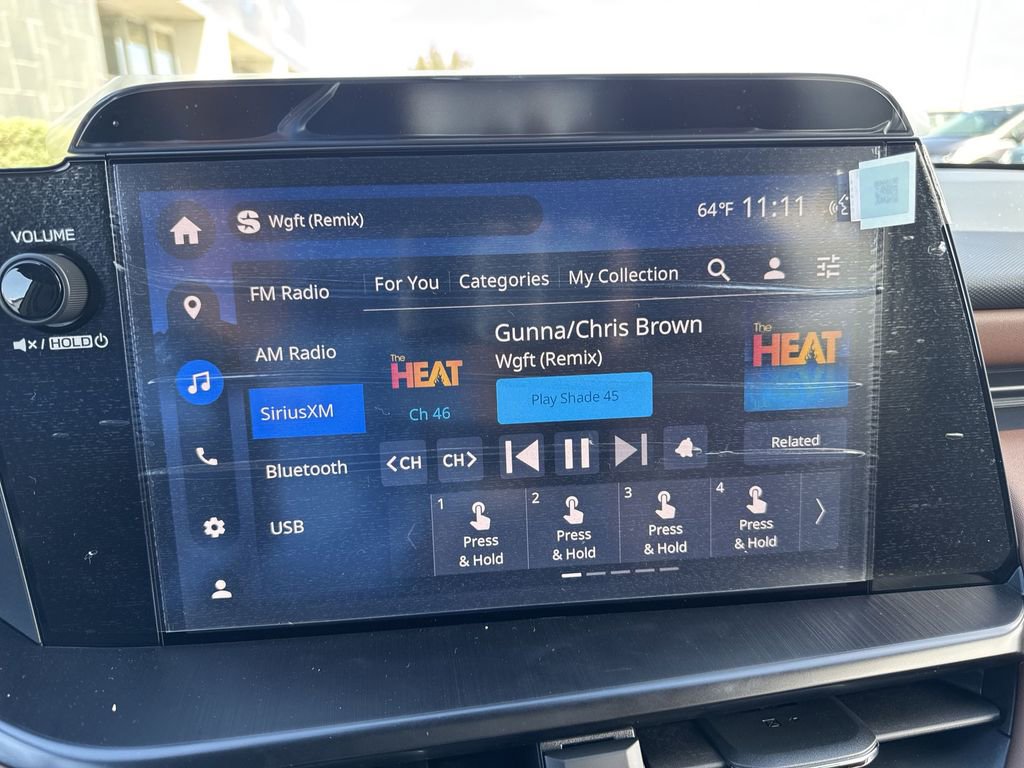 VOLUME
HOLD
Wgft (Remix)
64°F 11:11
For You Categories My Collection
FM Radio
AM Radio
SiriusXM
Bluetooth
USB
The HEAT
Ch 46
Gunna/Chris Brown
Wgft (Remix)
Play Shade 45
The HEAT
<CH CH>
Related
1 Press & Hold
2 Press & Hold
3 Press & Hold
4 Press & Hold